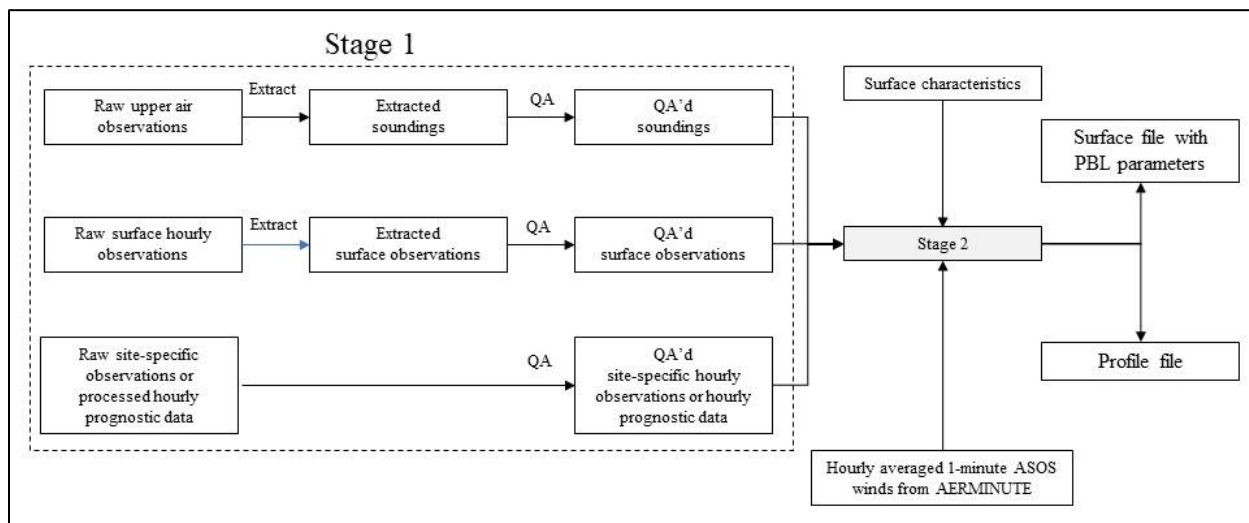 Stage 1
Raw upper air
observations
Extract
Extracted
soundings
QA
QA’d
soundings
Raw surface hourly
observations
Extract
Extracted
surface observations
QA
QA’d
surface observations
Raw site-specific
observations or
processed hourly
prognostic data
QA
QA’d
site-specific hourly
observations or hourly
prognostic data
Surface characteristics
Stage 2
Hourly averaged 1-minute ASOS
winds from AERMINUTE
Surface file with
PBL parameters
Profile file